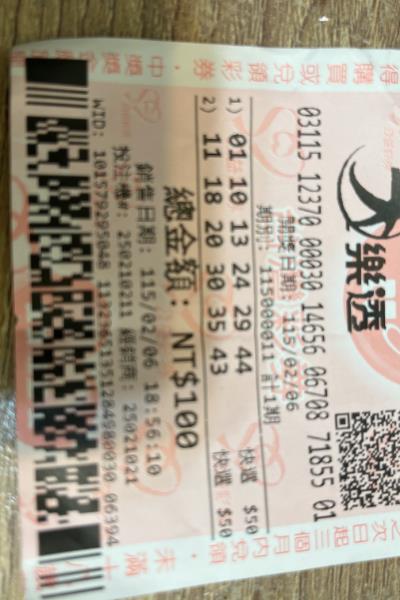 大樂透
03115 12370 00030 14656 06708 71855 01
開獎日期: 115/02/06
期別: 115000011 計1期
1) 01 10 13 24 29 44 快選 $50
2) 11 18 20 30 35 43 快選 $50
總金額: NT$100
銷售日期: 115/02/06 18:56:10
投注機: 250210211 經銷商: 25021021